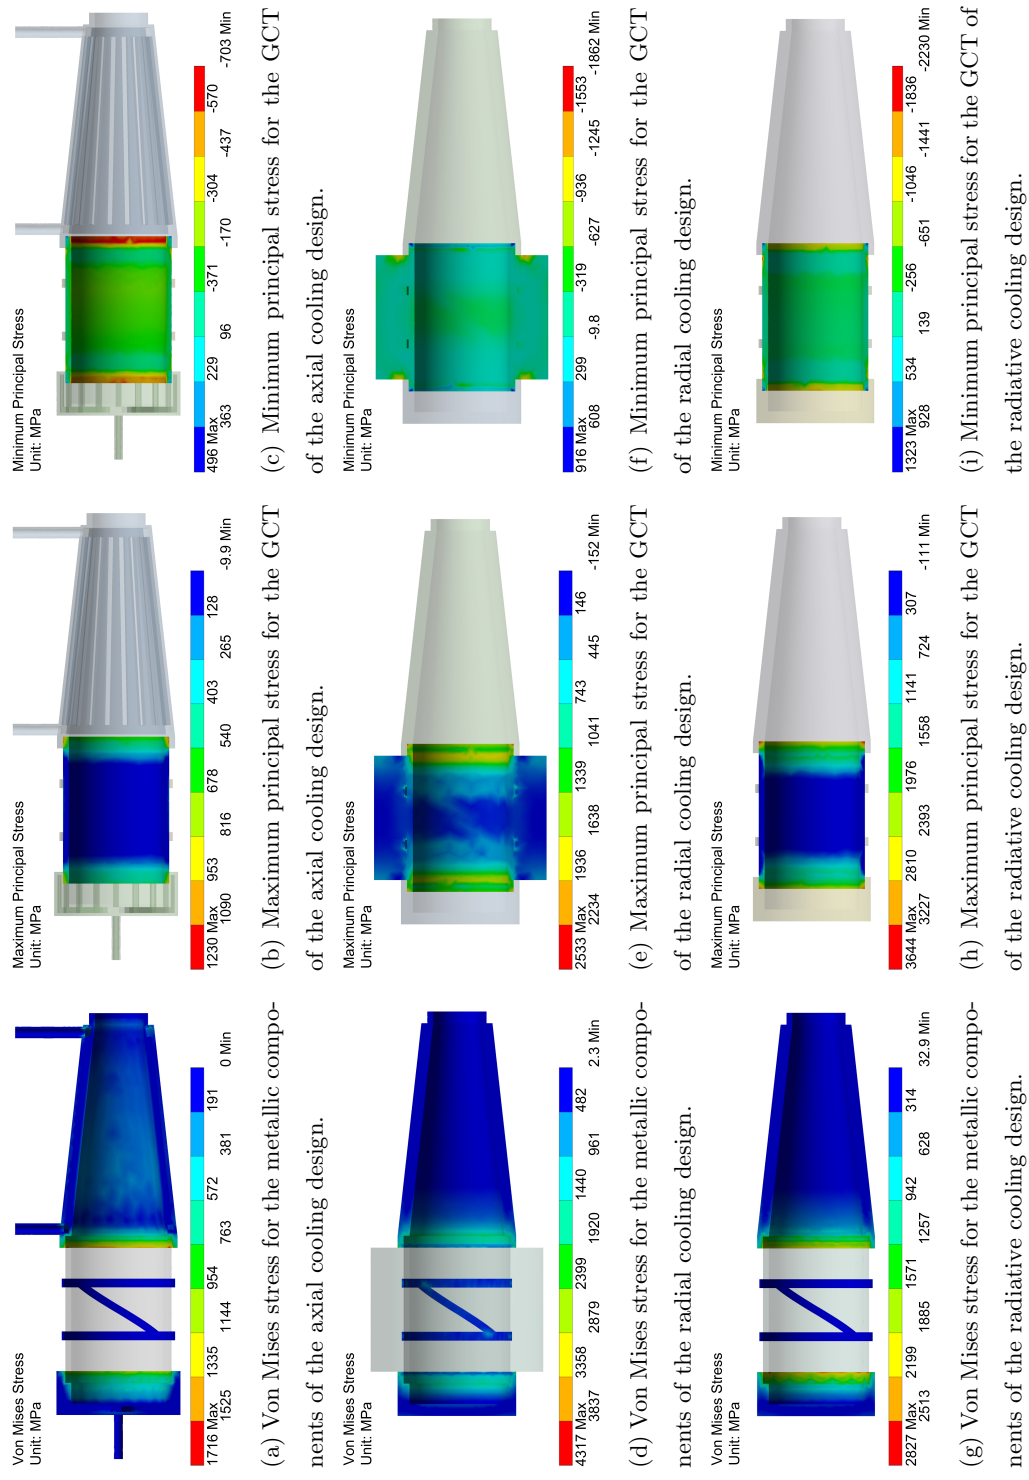 Von Mises Stress
Unit: MPa
1716 Max 1335 954 572 191
1525 1144 763 381 0 Min
(a) Von Mises stress for the metallic compo-
nents of the axial cooling design.
Maximum Principal Stress
Unit: MPa
1230 Max 953 678 403 128
1090 816 540 265 -9.9 Min
(b) Maximum principal stress for the GCT
of the axial cooling design.
Minimum Principal Stress
Unit: MPa
496 Max 229 -371 -304 -570
363 96 -170 -437 -703 Min
(c) Minimum principal stress for the GCT
of the axial cooling design.
Von Mises Stress
Unit: MPa
4317 Max 3358 2399 1440 482
3837 2879 1920 961 2.3 Min
(d) Von Mises stress for the metallic compo-
nents of the radial cooling design.
Maximum Principal Stress
Unit: MPa
2533 Max 1936 1339 743 146
2234 1638 1041 445 -152 Min
(e) Maximum principal stress for the GCT
of the radial cooling design.
Minimum Principal Stress
Unit: MPa
916 Max 299 -319 -936 -1553
608 -9.8 -627 -1245 -1862 Min
(f) Minimum principal stress for the GCT
of the radial cooling design.
Von Mises Stress
Unit: MPa
2827 Max 2199 1571 942 314
2513 1885 1257 628 32.9 Min
(g) Von Mises stress for the metallic compo-
nents of the radiative cooling design.
Maximum Principal Stress
Unit: MPa
3644 Max 2810 1976 1141 307
3227 2393 1558 724 -111 Min
(h) Maximum principal stress for the GCT
of the radiative cooling design.
Minimum Principal Stress
Unit: MPa
1323 Max 534 -256 -1046 -1836
928 139 -651 -1441 -2230 Min
(i) Minimum principal stress for the GCT of
the radiative cooling design.